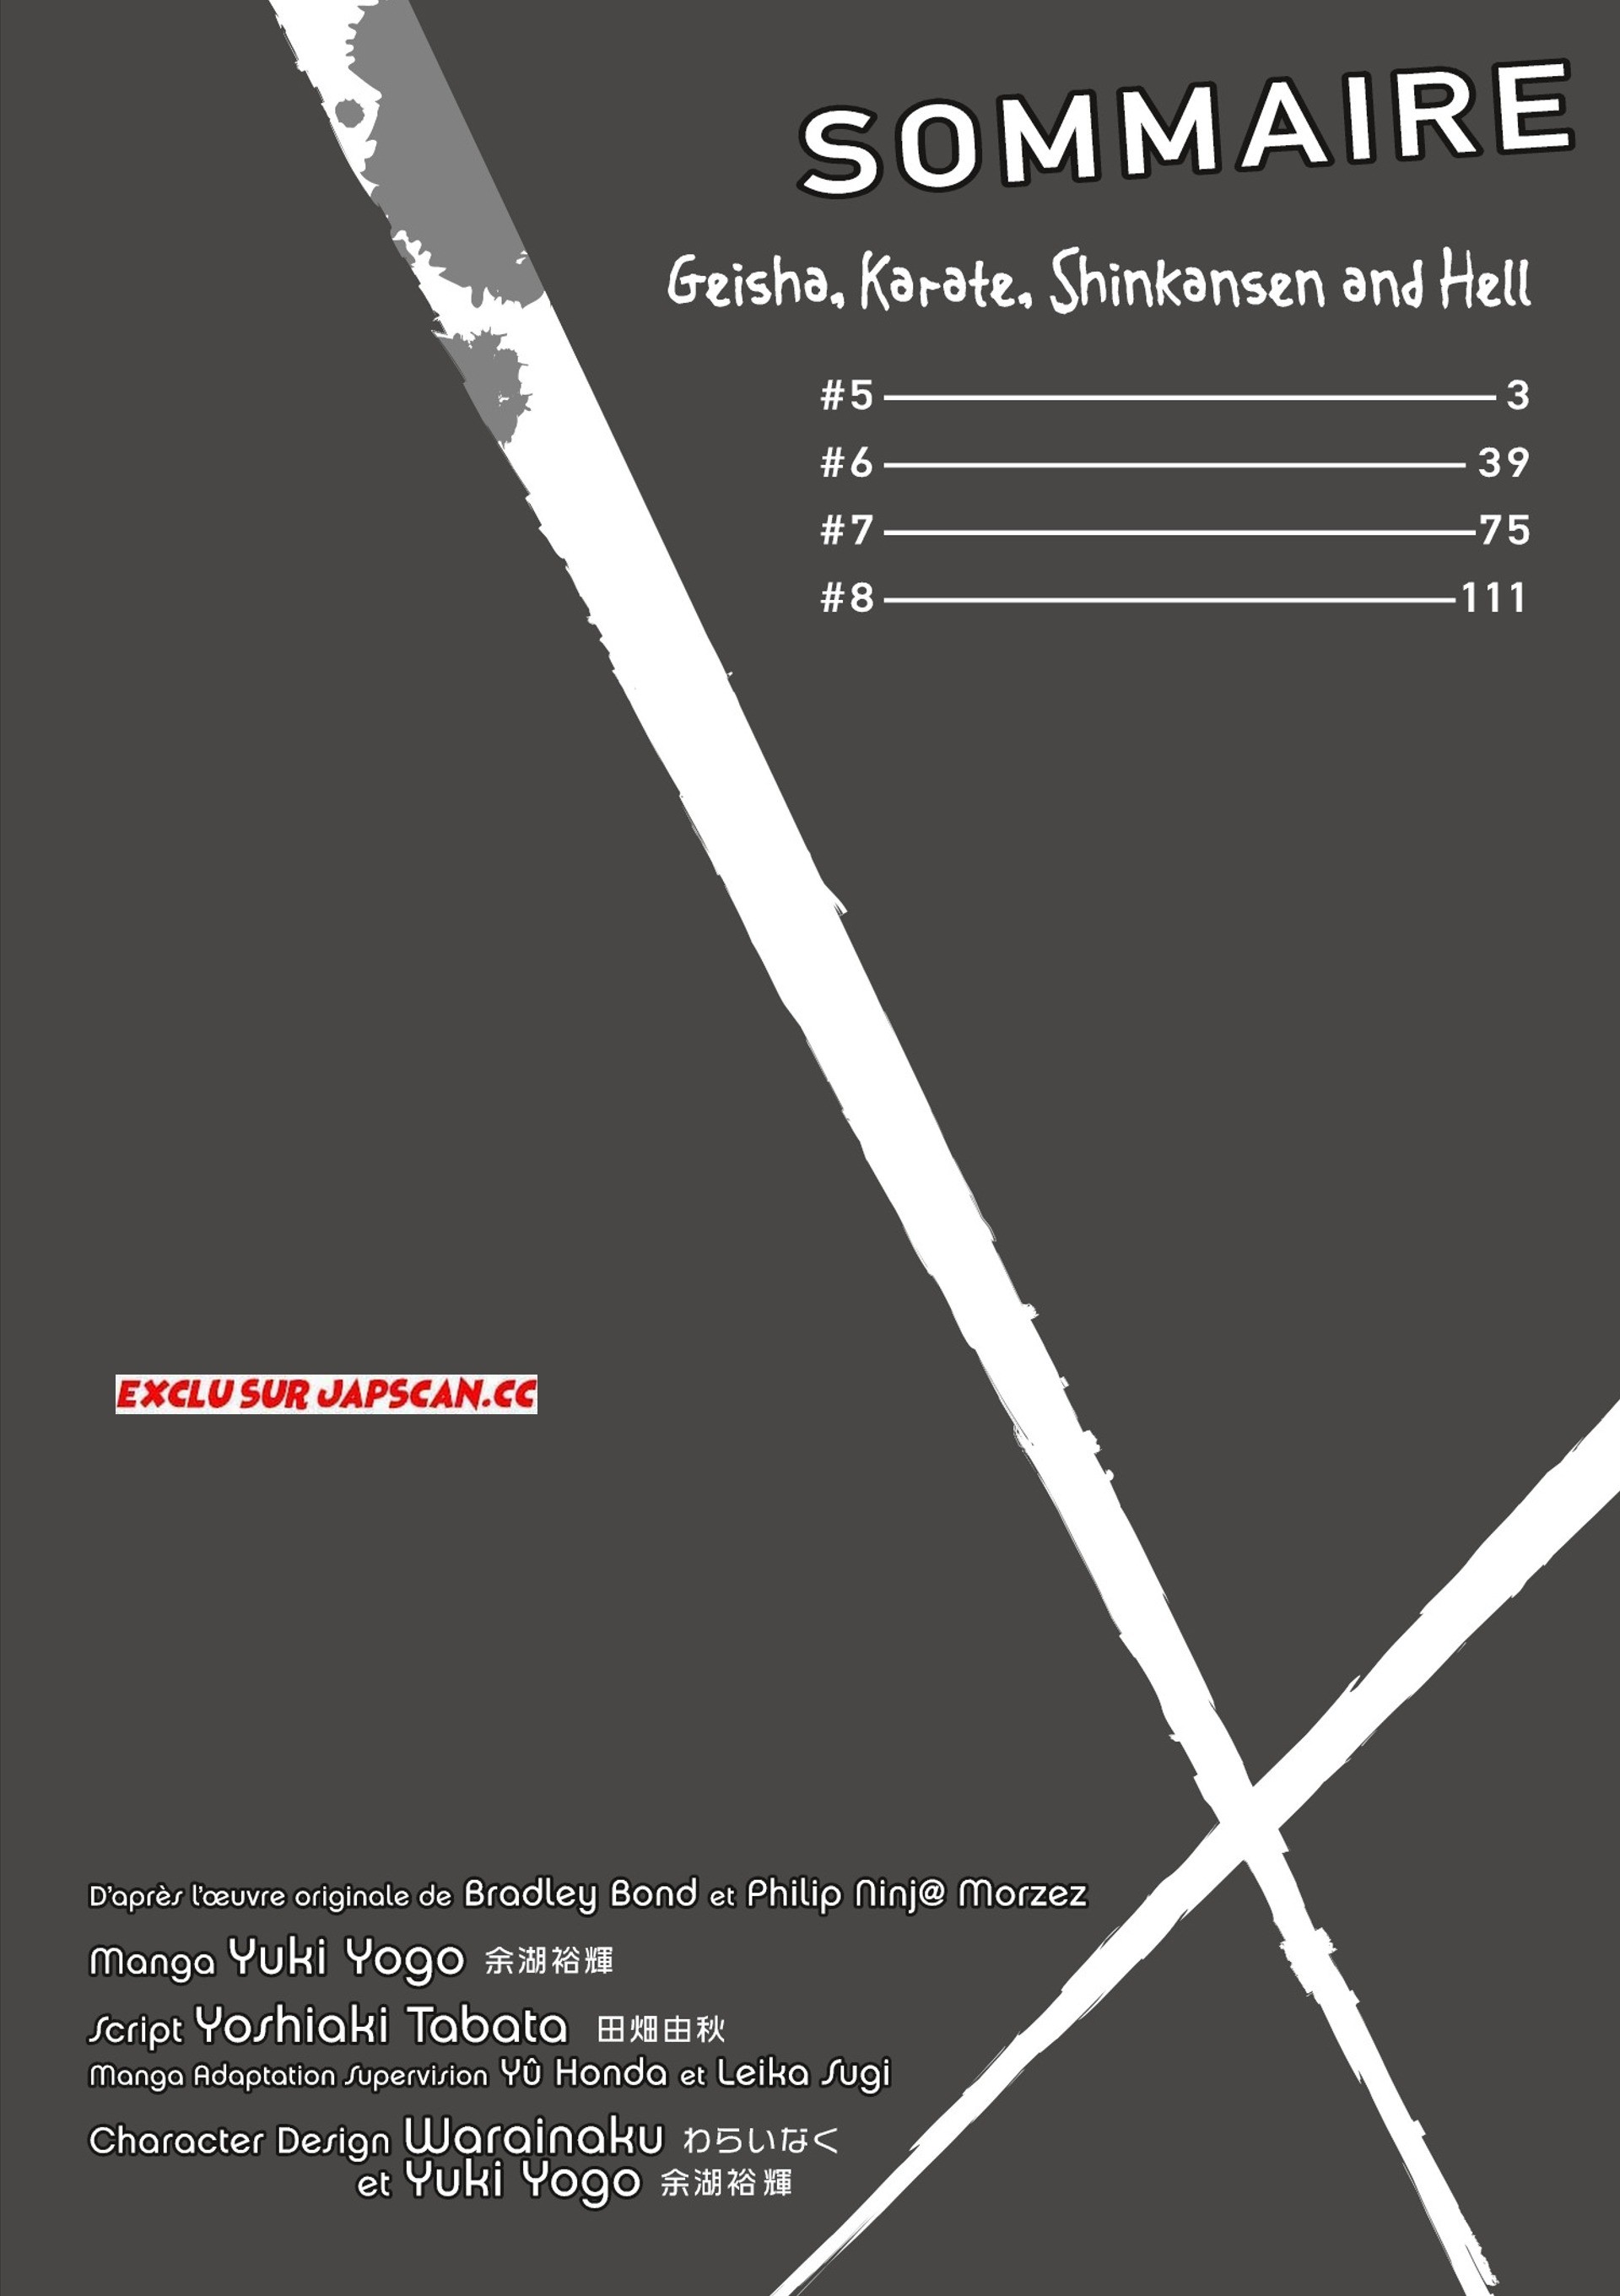 SOMMAIRE
Geisha, Karate, Shinkansen and Hell
#5 3
#6 39
#7 75
#8 111
EXCLU SUR JAPSCAN.CC
D'après l'œuvre originale de Bradley Bond et Philip Ninj@ Morzez
Manga Yuki Yogo 余湖裕輝
Script Yoshiaki Tabata 田畑由秋
Manga Adaptation Supervision Yû Honda et Leika Sugi
Character Design Warainaku わらいなく
et Yuki Yogo 余湖裕輝